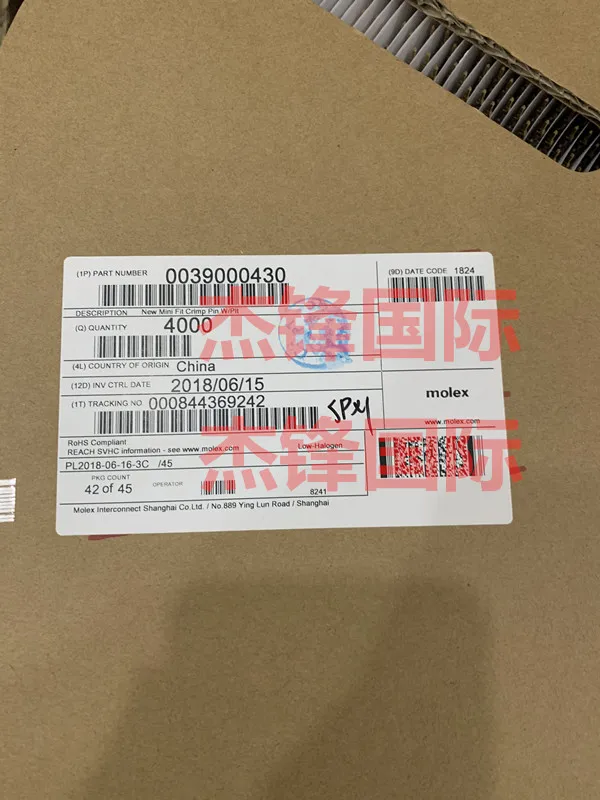 (1P) PART NUMBER 0039000430
(9D) DATE CODE 1824
DESCRIPTION New Mini Fit Crimp Pin W/Plt
(Q) QUANTITY 4000
杰锋国际
(4L) COUNTRY OF ORIGIN China
(12D) INV CTRL DATE 2018/06/15
molex
(1T) TRACKING NO 000844369242
www.molex.com
杰锋国际
RoHS Compliant
REACH SVHC information - see www.molex.com Low-Halogen
PL2018-06-16-3C /45
PKG COUNT
42 of 45
OPERATOR
8241
Molex Interconnect Shanghai Co.Ltd. / No.889 Ying Lun Road / Shanghai